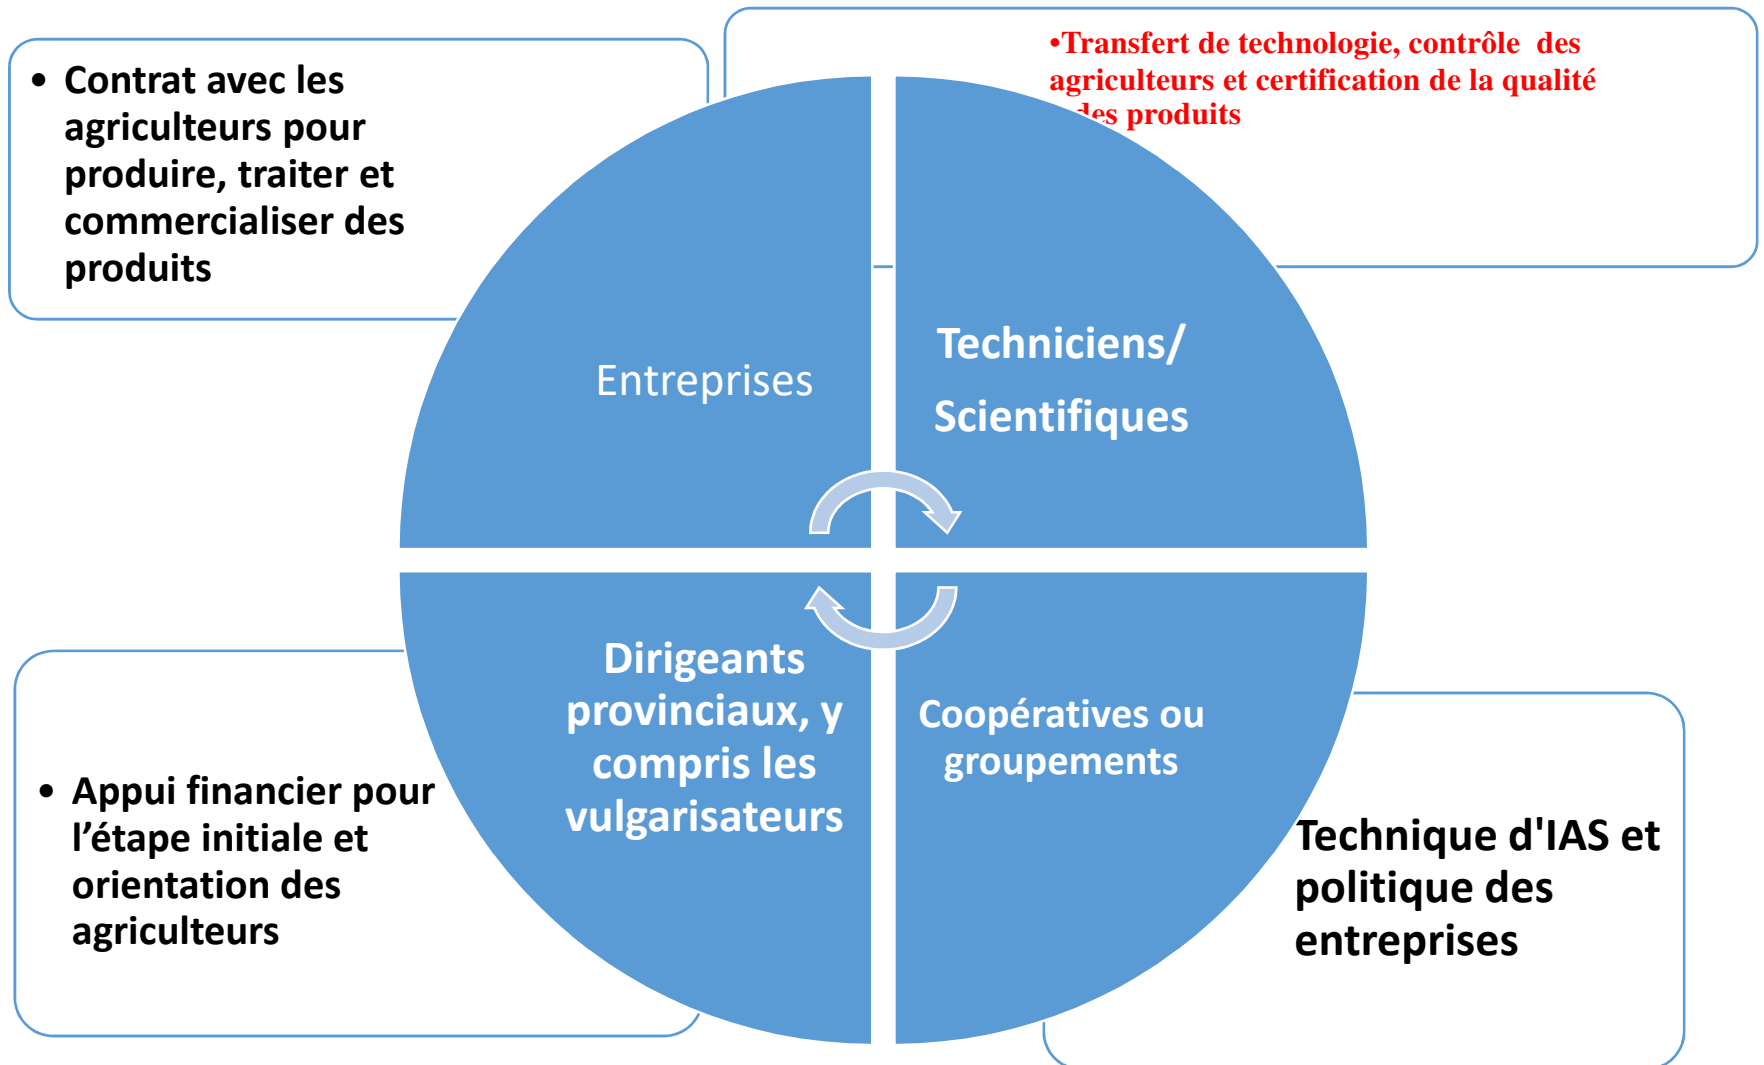 • Contrat avec les
agriculteurs pour
produire, traiter et
commercialiser des
produits
•Transfert de technologie, contrôle des
agriculteurs et certification de la qualité
des produits
Entreprises
Techniciens/
Scientifiques
Dirigeants
provinciaux, y
compris les
vulgarisateurs
Coopératives ou
groupements
• Appui financier pour
l’étape initiale et
orientation des
agriculteurs
Technique d'IAS et
politique des
entreprises